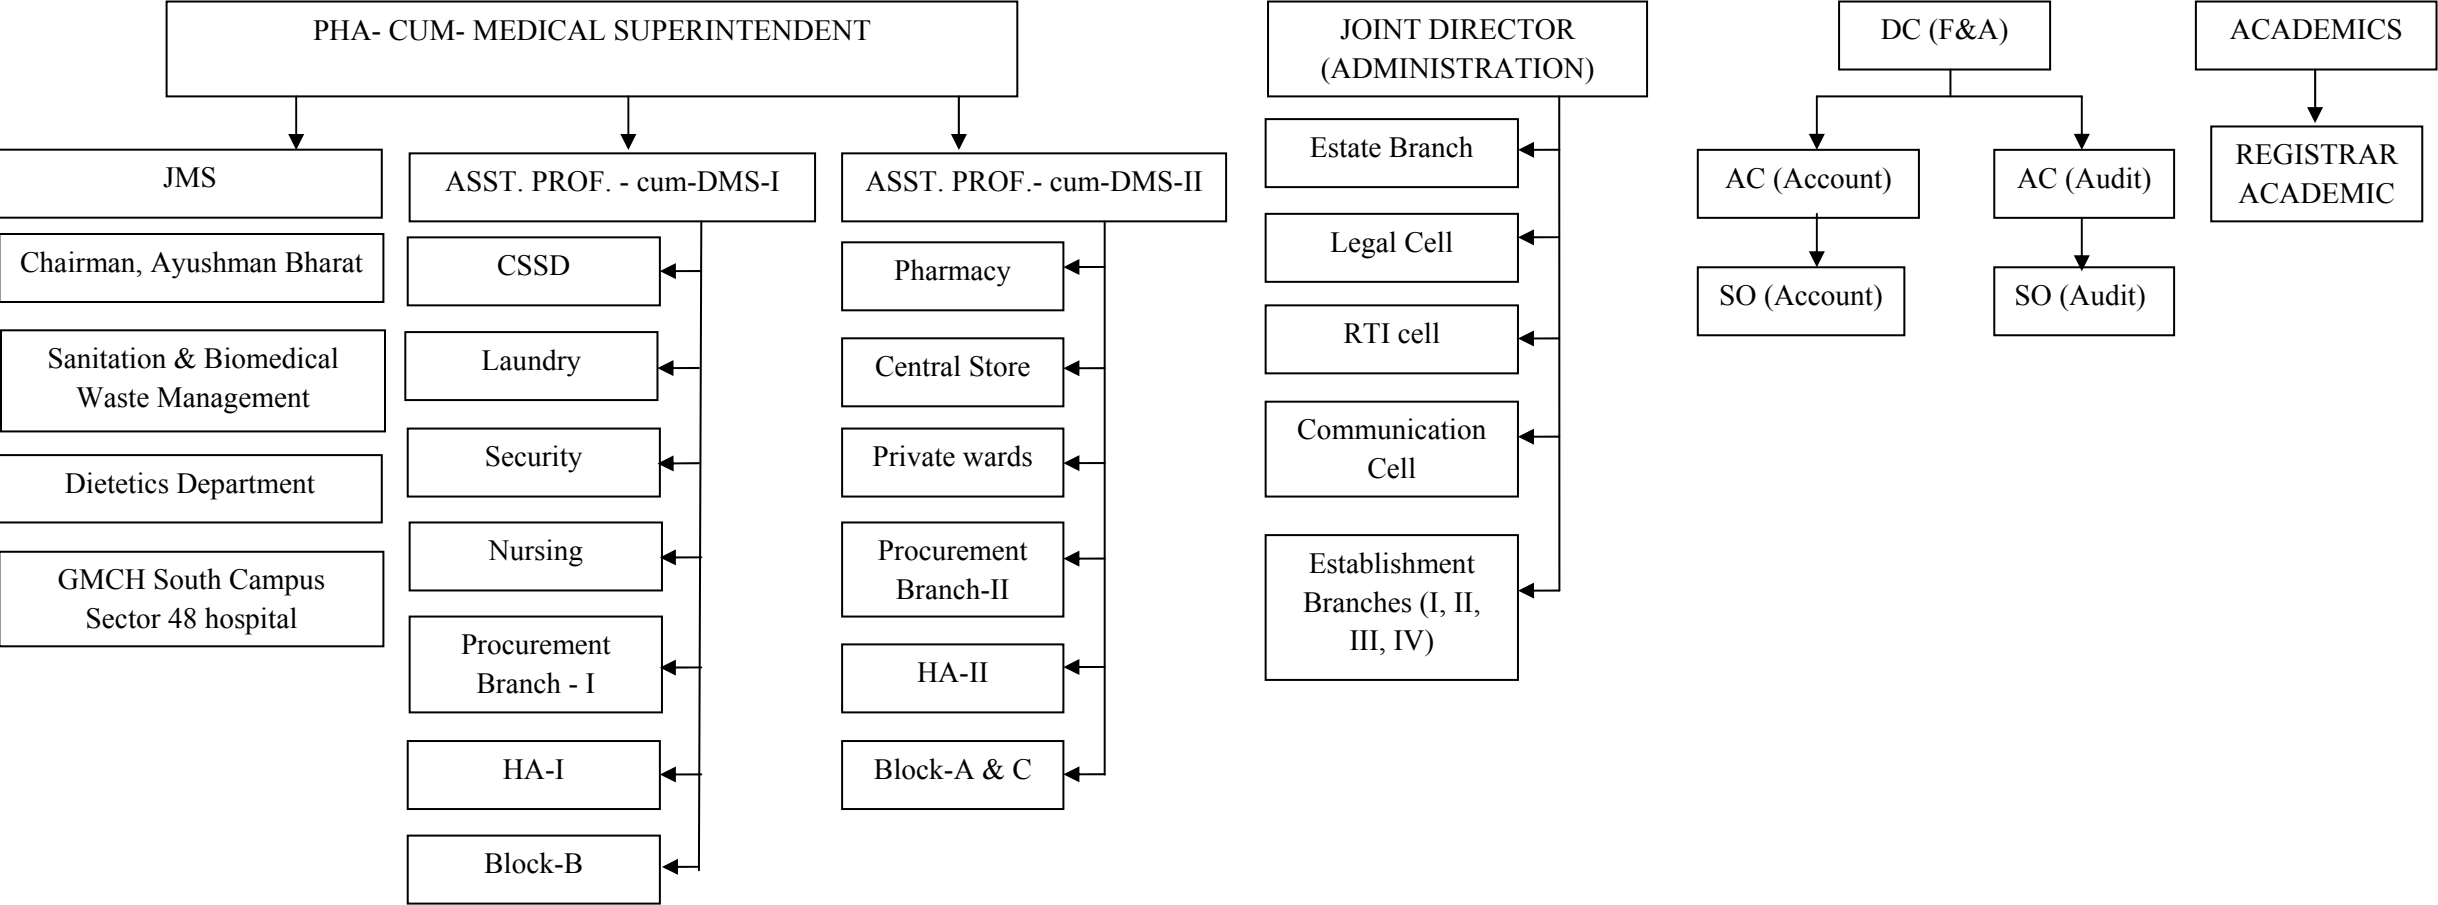 PHA- CUM- MEDICAL SUPERINTENDENT
JMS
Chairman, Ayushman Bharat
Sanitation & Biomedical
Waste Management
Dietetics Department
GMCH South Campus
Sector 48 hospital
ASST. PROF. - cum-DMS-I
CSSD
Laundry
Security
Nursing
Procurement
Branch - I
HA-I
Block-B
ASST. PROF.- cum-DMS-II
Pharmacy
Central Store
Private wards
Procurement
Branch-II
HA-II
Block-A & C
JOINT DIRECTOR
(ADMINISTRATION)
Estate Branch
Legal Cell
RTI cell
Communication
Cell
Establishment
Branches (I, II,
III, IV)
DC (F&A)
AC (Account)
SO (Account)
AC (Audit)
SO (Audit)
ACADEMICS
REGISTRAR
ACADEMIC